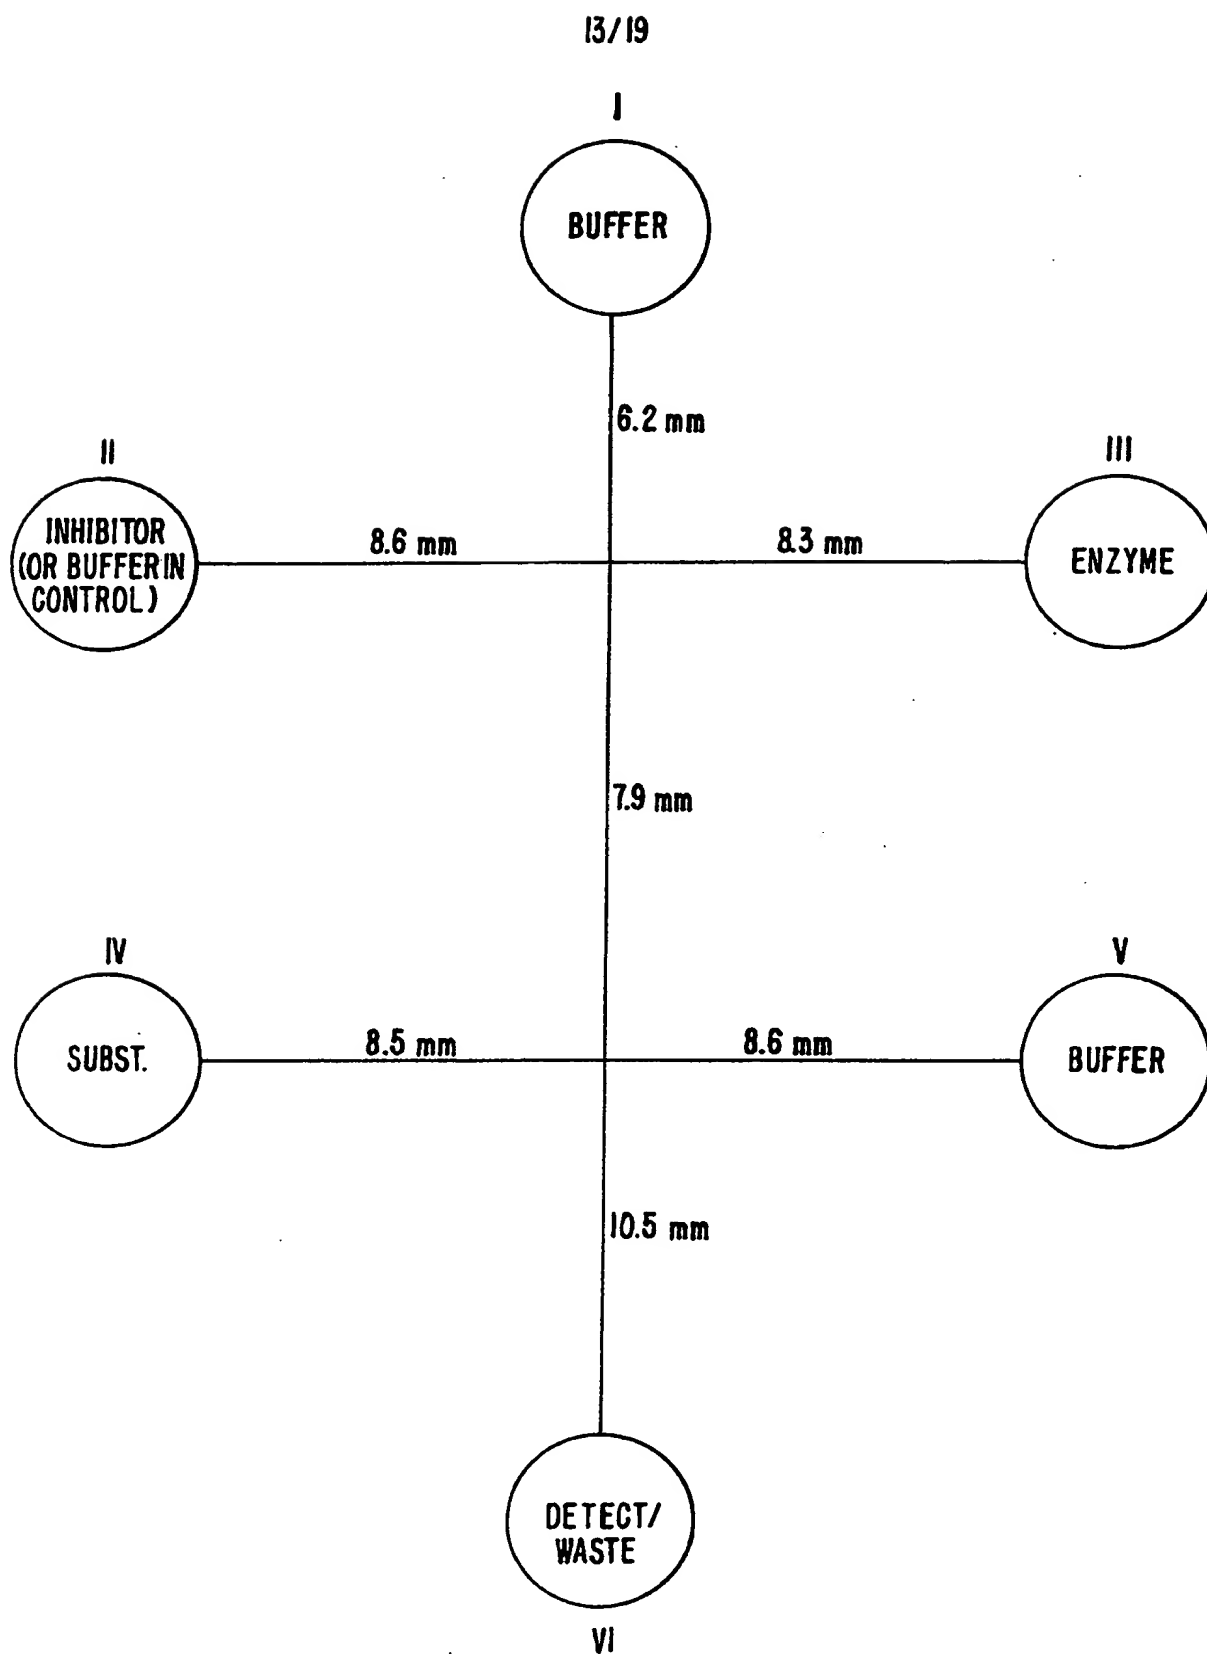 13/19
I
BUFFER
6.2 mm
II
III
INHIBITOR
(OR BUFFER IN
CONTROL)
8.6 mm
8.3 mm
ENZYME
7.9 mm
IV
V
SUBST.
8.5 mm
8.6 mm
BUFFER
10.5 mm
DETECT/
WASTE
VI